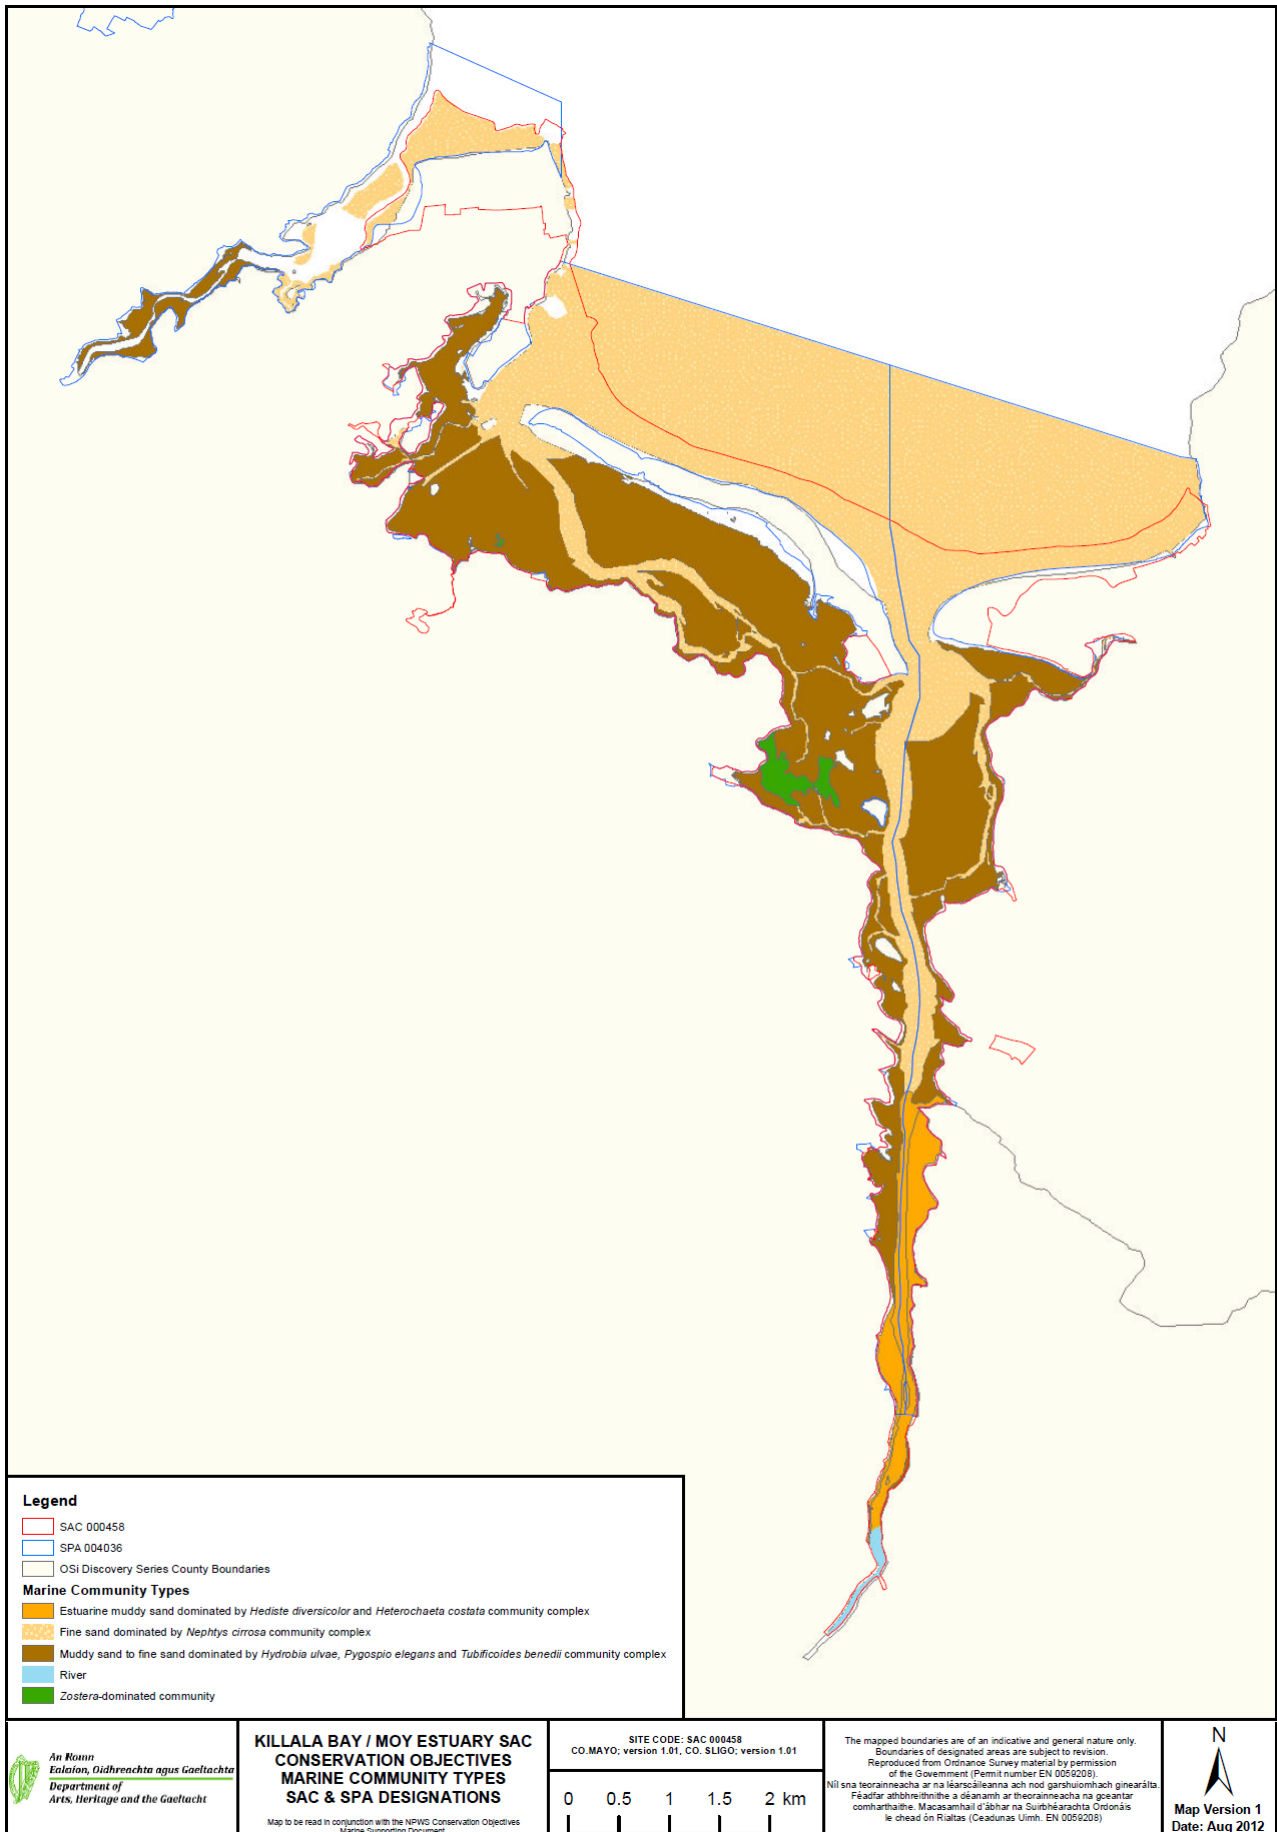 Legend
SAC 000458
SPA 004036
OSi Discovery Series County Boundaries
Marine Community Types
Estuarine muddy sand dominated by Hediste diversicolor and Heterochaeta costata community complex
Fine sand dominated by Nephtys cirrosa community complex
Muddy sand to fine sand dominated by Hydrobia ulvae, Pygospio elegans and Tubificoides benedii community complex
River
Zostera-dominated community
An Roinn
Ealaíon, Oidhreachta agus Gaeltachta
Department of
Arts, Heritage and the Gaeltacht
KILLALA BAY / MOY ESTUARY SAC
CONSERVATION OBJECTIVES
MARINE COMMUNITY TYPES
SAC & SPA DESIGNATIONS
Map to be read in conjunction with the NPWS Conservation Objectives
Marine Supporting Document
SITE CODE: SAC 000458
CO.MAYO; version 1.01, CO. SLIGO; version 1.01
0 0.5 1 1.5 2 km
The mapped boundaries are of an indicative and general nature only.
Boundaries of designated areas are subject to revision.
Reproduced from Ordnance Survey material by permission
of the Government (Permit number EN 0059208).
Níl sna teorainneacha ar na léarscáileanna ach nod garshuiomhach ginearálta.
Féadfar athbhreithnithe a déanamh ar theorainneacha na gceantar
comharthaithe. Macasamhail d'ábhar na Suirbhéarachta Ordonáis
le chead ón Rialtas (Ceadunas Uimh. EN 0059208)
N
Map Version 1
Date: Aug 2012